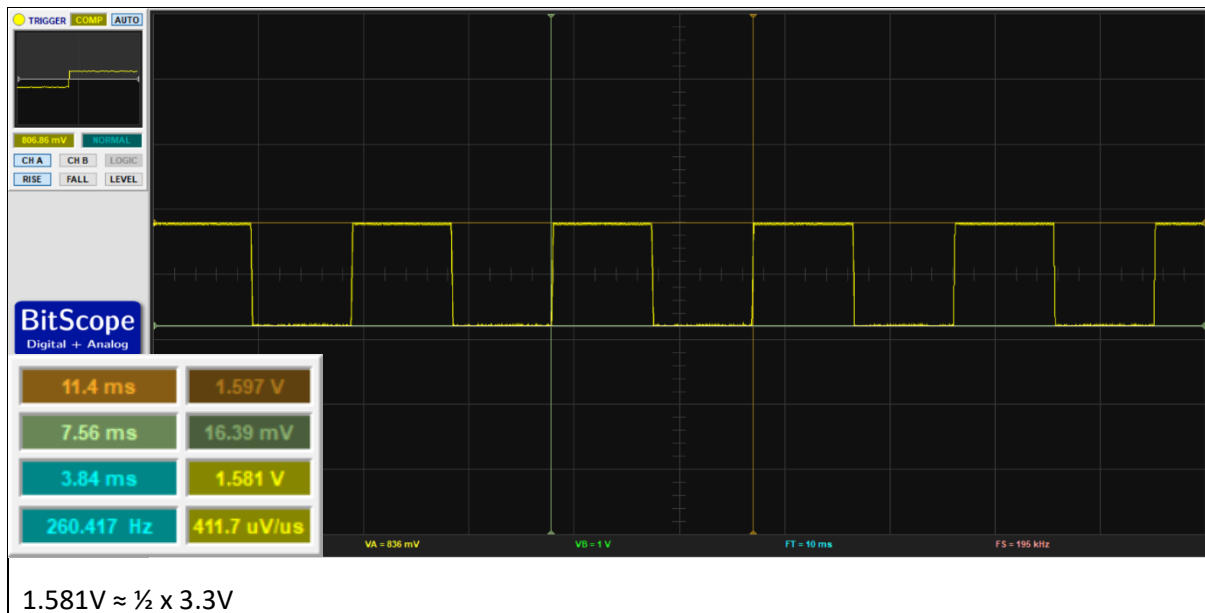 TRIGGER COMP AUTO
806.86 mV NORMAL
CH A CH B LOGIC
RISE FALL LEVEL
BitScope
Digital + Analog
11.4 ms 1.597 V
7.56 ms 16.39 mV
3.84 ms 1.581 V
260.417 Hz 411.7 uV/us
VA = 836 mV VB = 1 V FT = 10 ms FS = 195 kHz
1.581V ≈ ½ x 3.3V